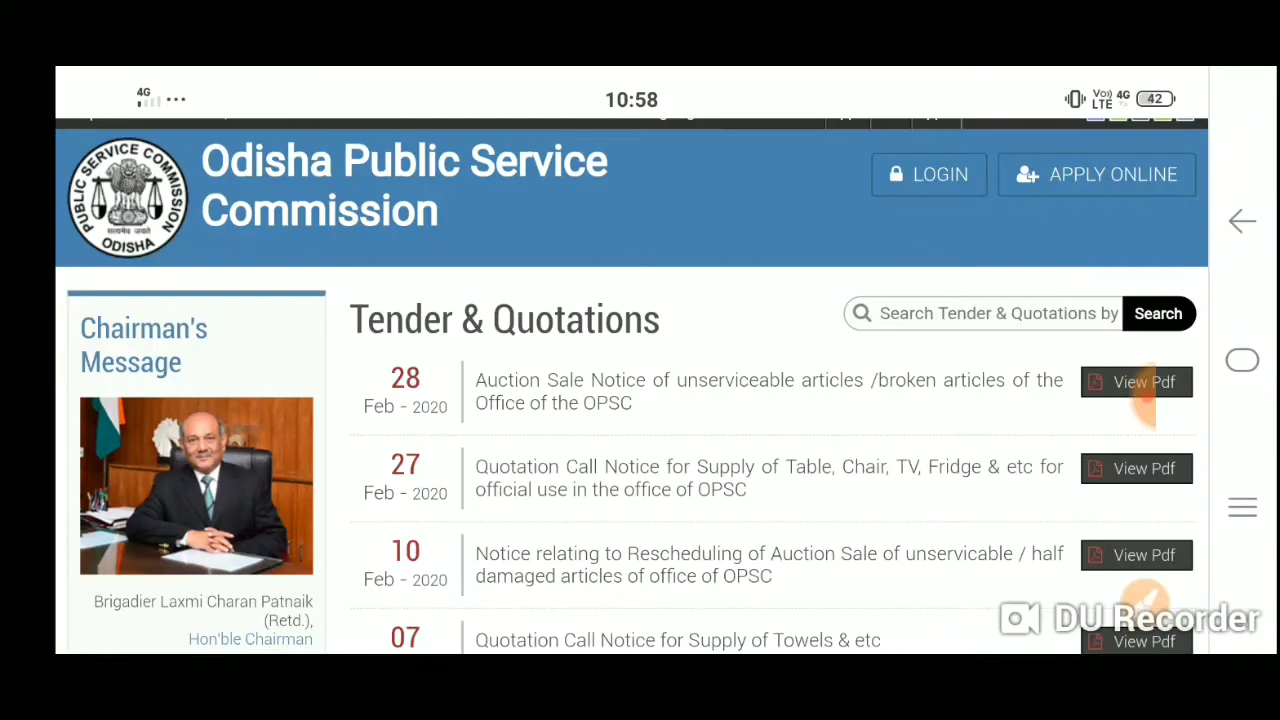 4G
10:58
Vo))
LTE
4G
42
PUBLIC SERVICE COMMISSION
सत्यमेव जयते
ODISHA
Odisha Public Service
Commission
LOGIN
APPLY ONLINE
Chairman's
Message
Brigadier Laxmi Charan Patnaik
(Retd.),
Hon'ble Chairman
Tender & Quotations
Search Tender & Quotations by
Search
28
Feb - 2020
Auction Sale Notice of unserviceable articles /broken articles of the
Office of the OPSC
View Pdf
27
Feb - 2020
Quotation Call Notice for Supply of Table, Chair, TV, Fridge & etc for
official use in the office of OPSC
View Pdf
10
Feb - 2020
Notice relating to Rescheduling of Auction Sale of unservicable / half
damaged articles of office of OPSC
View Pdf
07
Quotation Call Notice for Supply of Towels & etc
View Pdf
DU Recorder